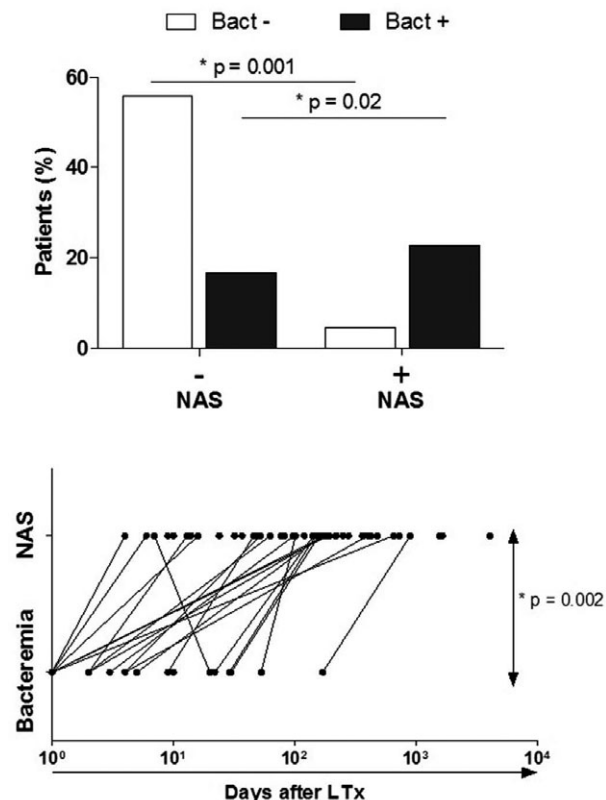 Bact - Bact +
* p = 0.001
* p = 0.02
Patients (%)
60
40
20
0
- +
NAS NAS
NAS
Bacteremia
* p = 0.002
10⁰ 10¹ 10² 10³ 10⁴
Days after LTx